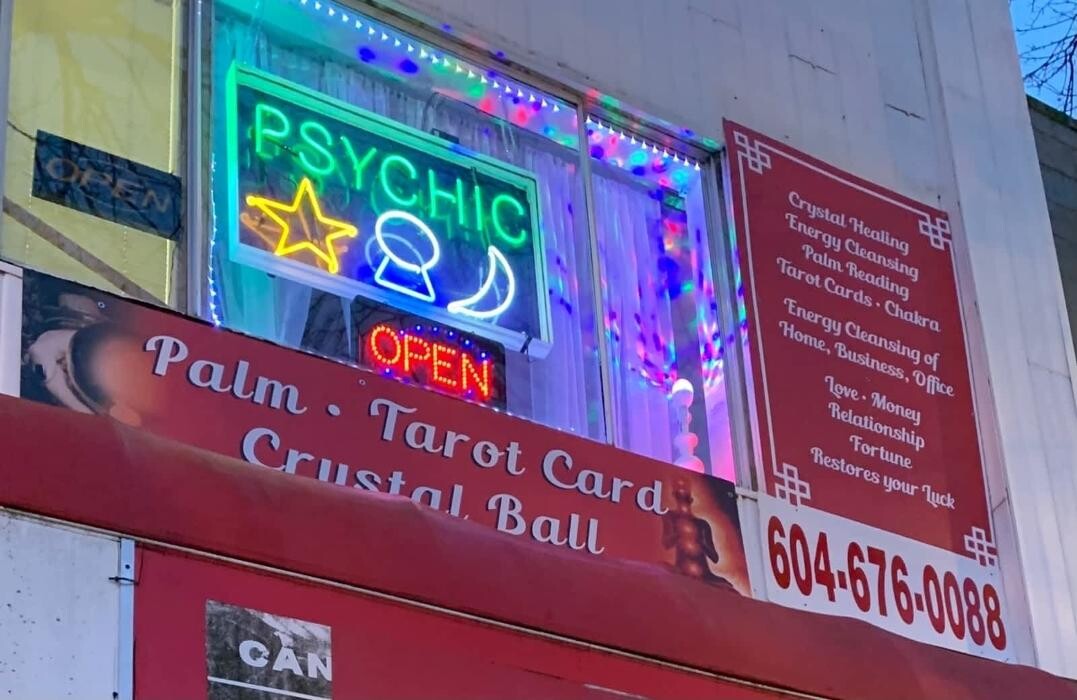 PSYCHIC
OPEN
OPEN
Palm • Tarot Card
Crystal Ball
Crystal Healing
Energy Cleansing
Palm Reading
Tarot Cards • Chakra
Energy Cleansing of
Home, Business, Office
Love • Money
Relationship
Fortune
Restores your Luck
604-676-0088
CÀN